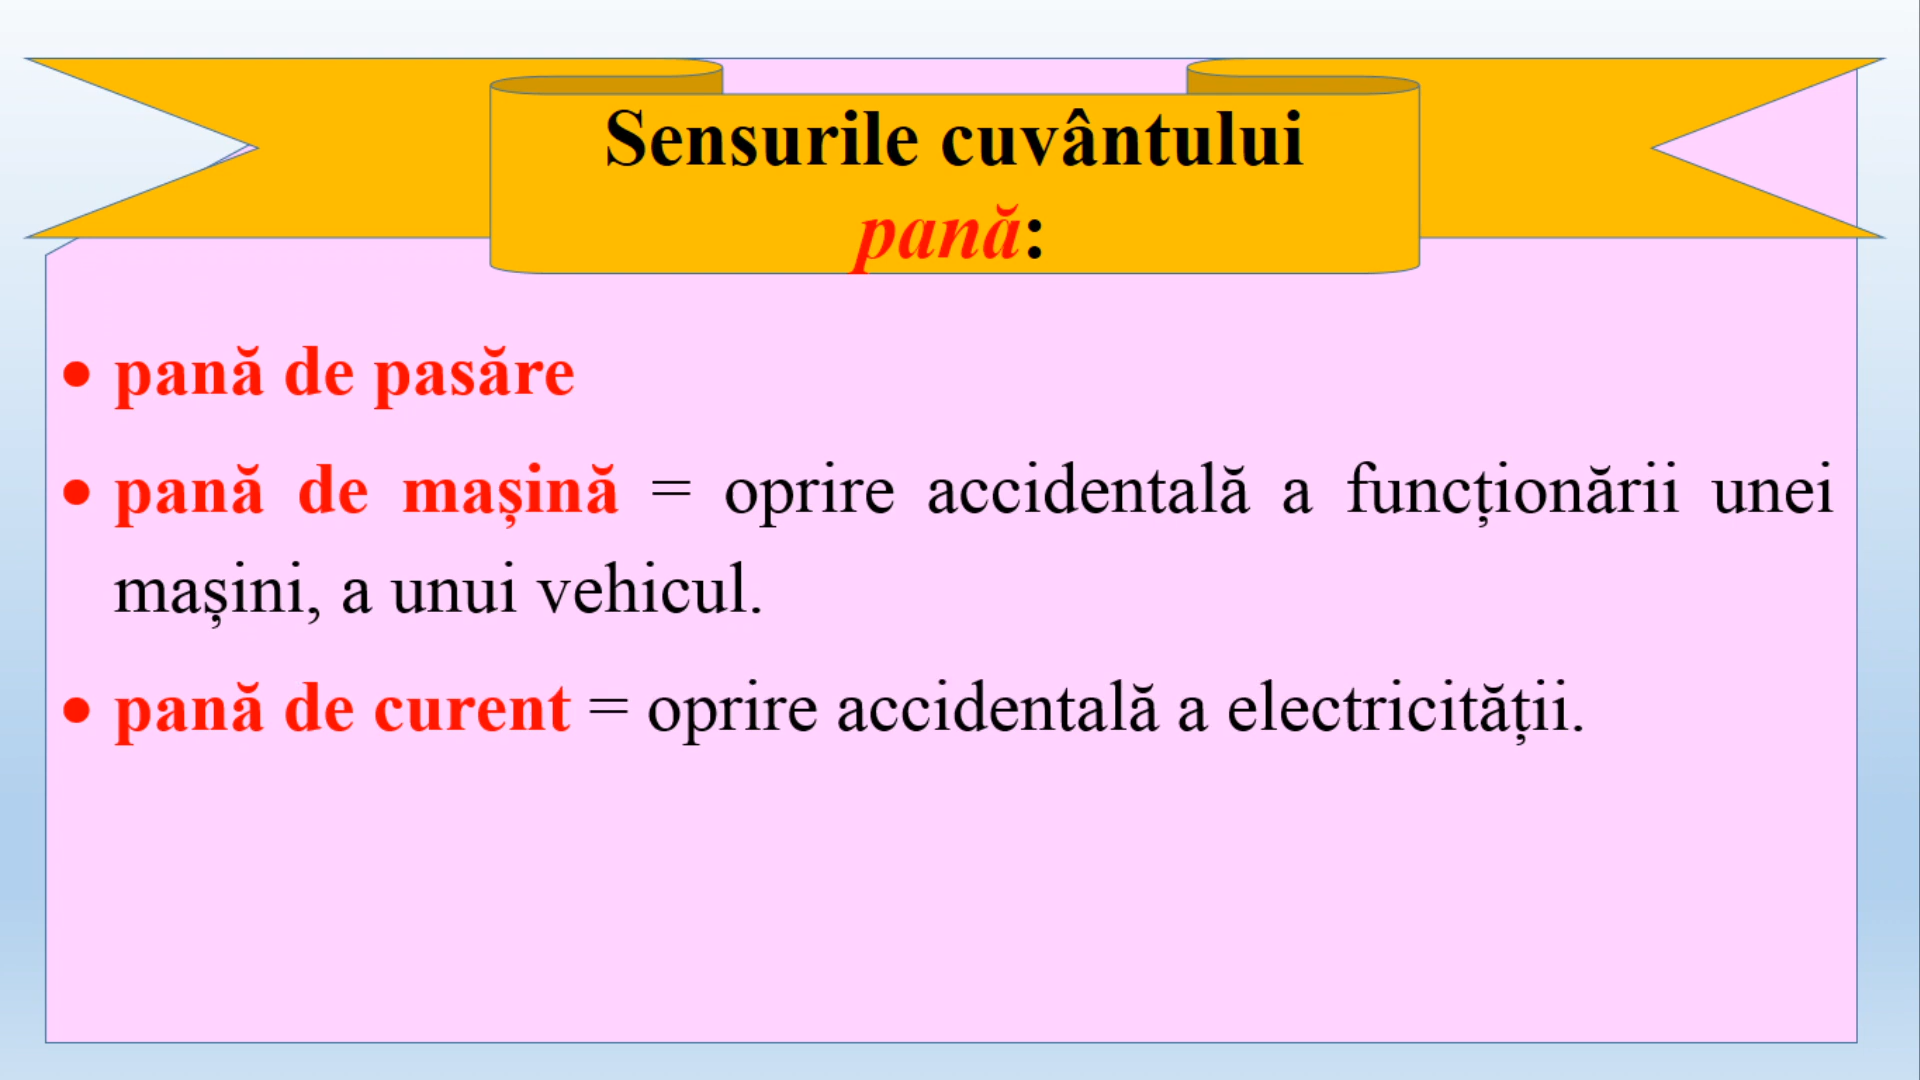 Sensurile cuvântului
pană:
• pană de pasăre
• pană de mașină = oprire accidentală a funcționării unei
mașini, a unui vehicul.
• pană de curent = oprire accidentală a electricității.